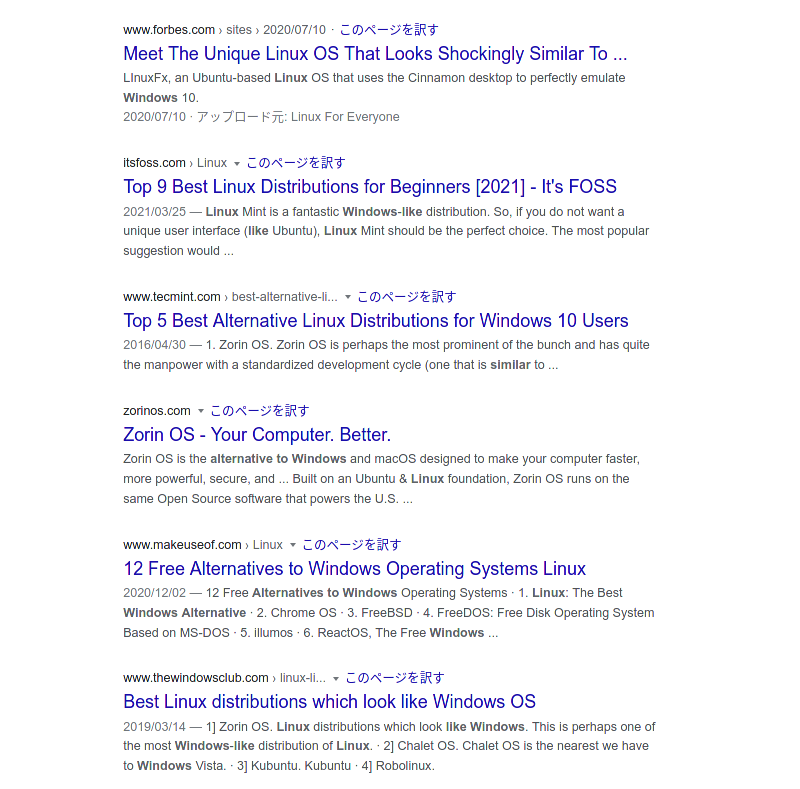 www.forbes.com › sites › 2020/07/10 · このページを訳す
Meet The Unique Linux OS That Looks Shockingly Similar To ...
LInuxFx, an Ubuntu-based Linux OS that uses the Cinnamon desktop to perfectly emulate
Windows 10.
2020/07/10 · アップロード元: Linux For Everyone
itsfoss.com › Linux ▼ このページを訳す
Top 9 Best Linux Distributions for Beginners [2021] - It's FOSS
2021/03/25 — Linux Mint is a fantastic Windows-like distribution. So, if you do not want a
unique user interface (like Ubuntu), Linux Mint should be the perfect choice. The most popular
suggestion would ...
www.tecmint.com › best-alternative-li... ▼ このページを訳す
Top 5 Best Alternative Linux Distributions for Windows 10 Users
2016/04/30 — 1. Zorin OS. Zorin OS is perhaps the most prominent of the bunch and has quite
the manpower with a standardized development cycle (one that is similar to ...
zorinos.com ▼ このページを訳す
Zorin OS - Your Computer. Better.
Zorin OS is the alternative to Windows and macOS designed to make your computer faster,
more powerful, secure, and ... Built on an Ubuntu & Linux foundation, Zorin OS runs on the
same Open Source software that powers the U.S. ...
www.makeuseof.com › Linux ▼ このページを訳す
12 Free Alternatives to Windows Operating Systems Linux
2020/12/02 — 12 Free Alternatives to Windows Operating Systems · 1. Linux: The Best
Windows Alternative · 2. Chrome OS · 3. FreeBSD · 4. FreeDOS: Free Disk Operating System
Based on MS-DOS · 5. illumos · 6. ReactOS, The Free Windows ...
www.thewindowsclub.com › linux-li... ▼ このページを訳す
Best Linux distributions which look like Windows OS
2019/03/14 — 1] Zorin OS. Linux distributions which look like Windows. This is perhaps one of
the most Windows-like distribution of Linux. · 2] Chalet OS. Chalet OS is the nearest we have
to Windows Vista. · 3] Kubuntu. Kubuntu · 4] Robolinux.